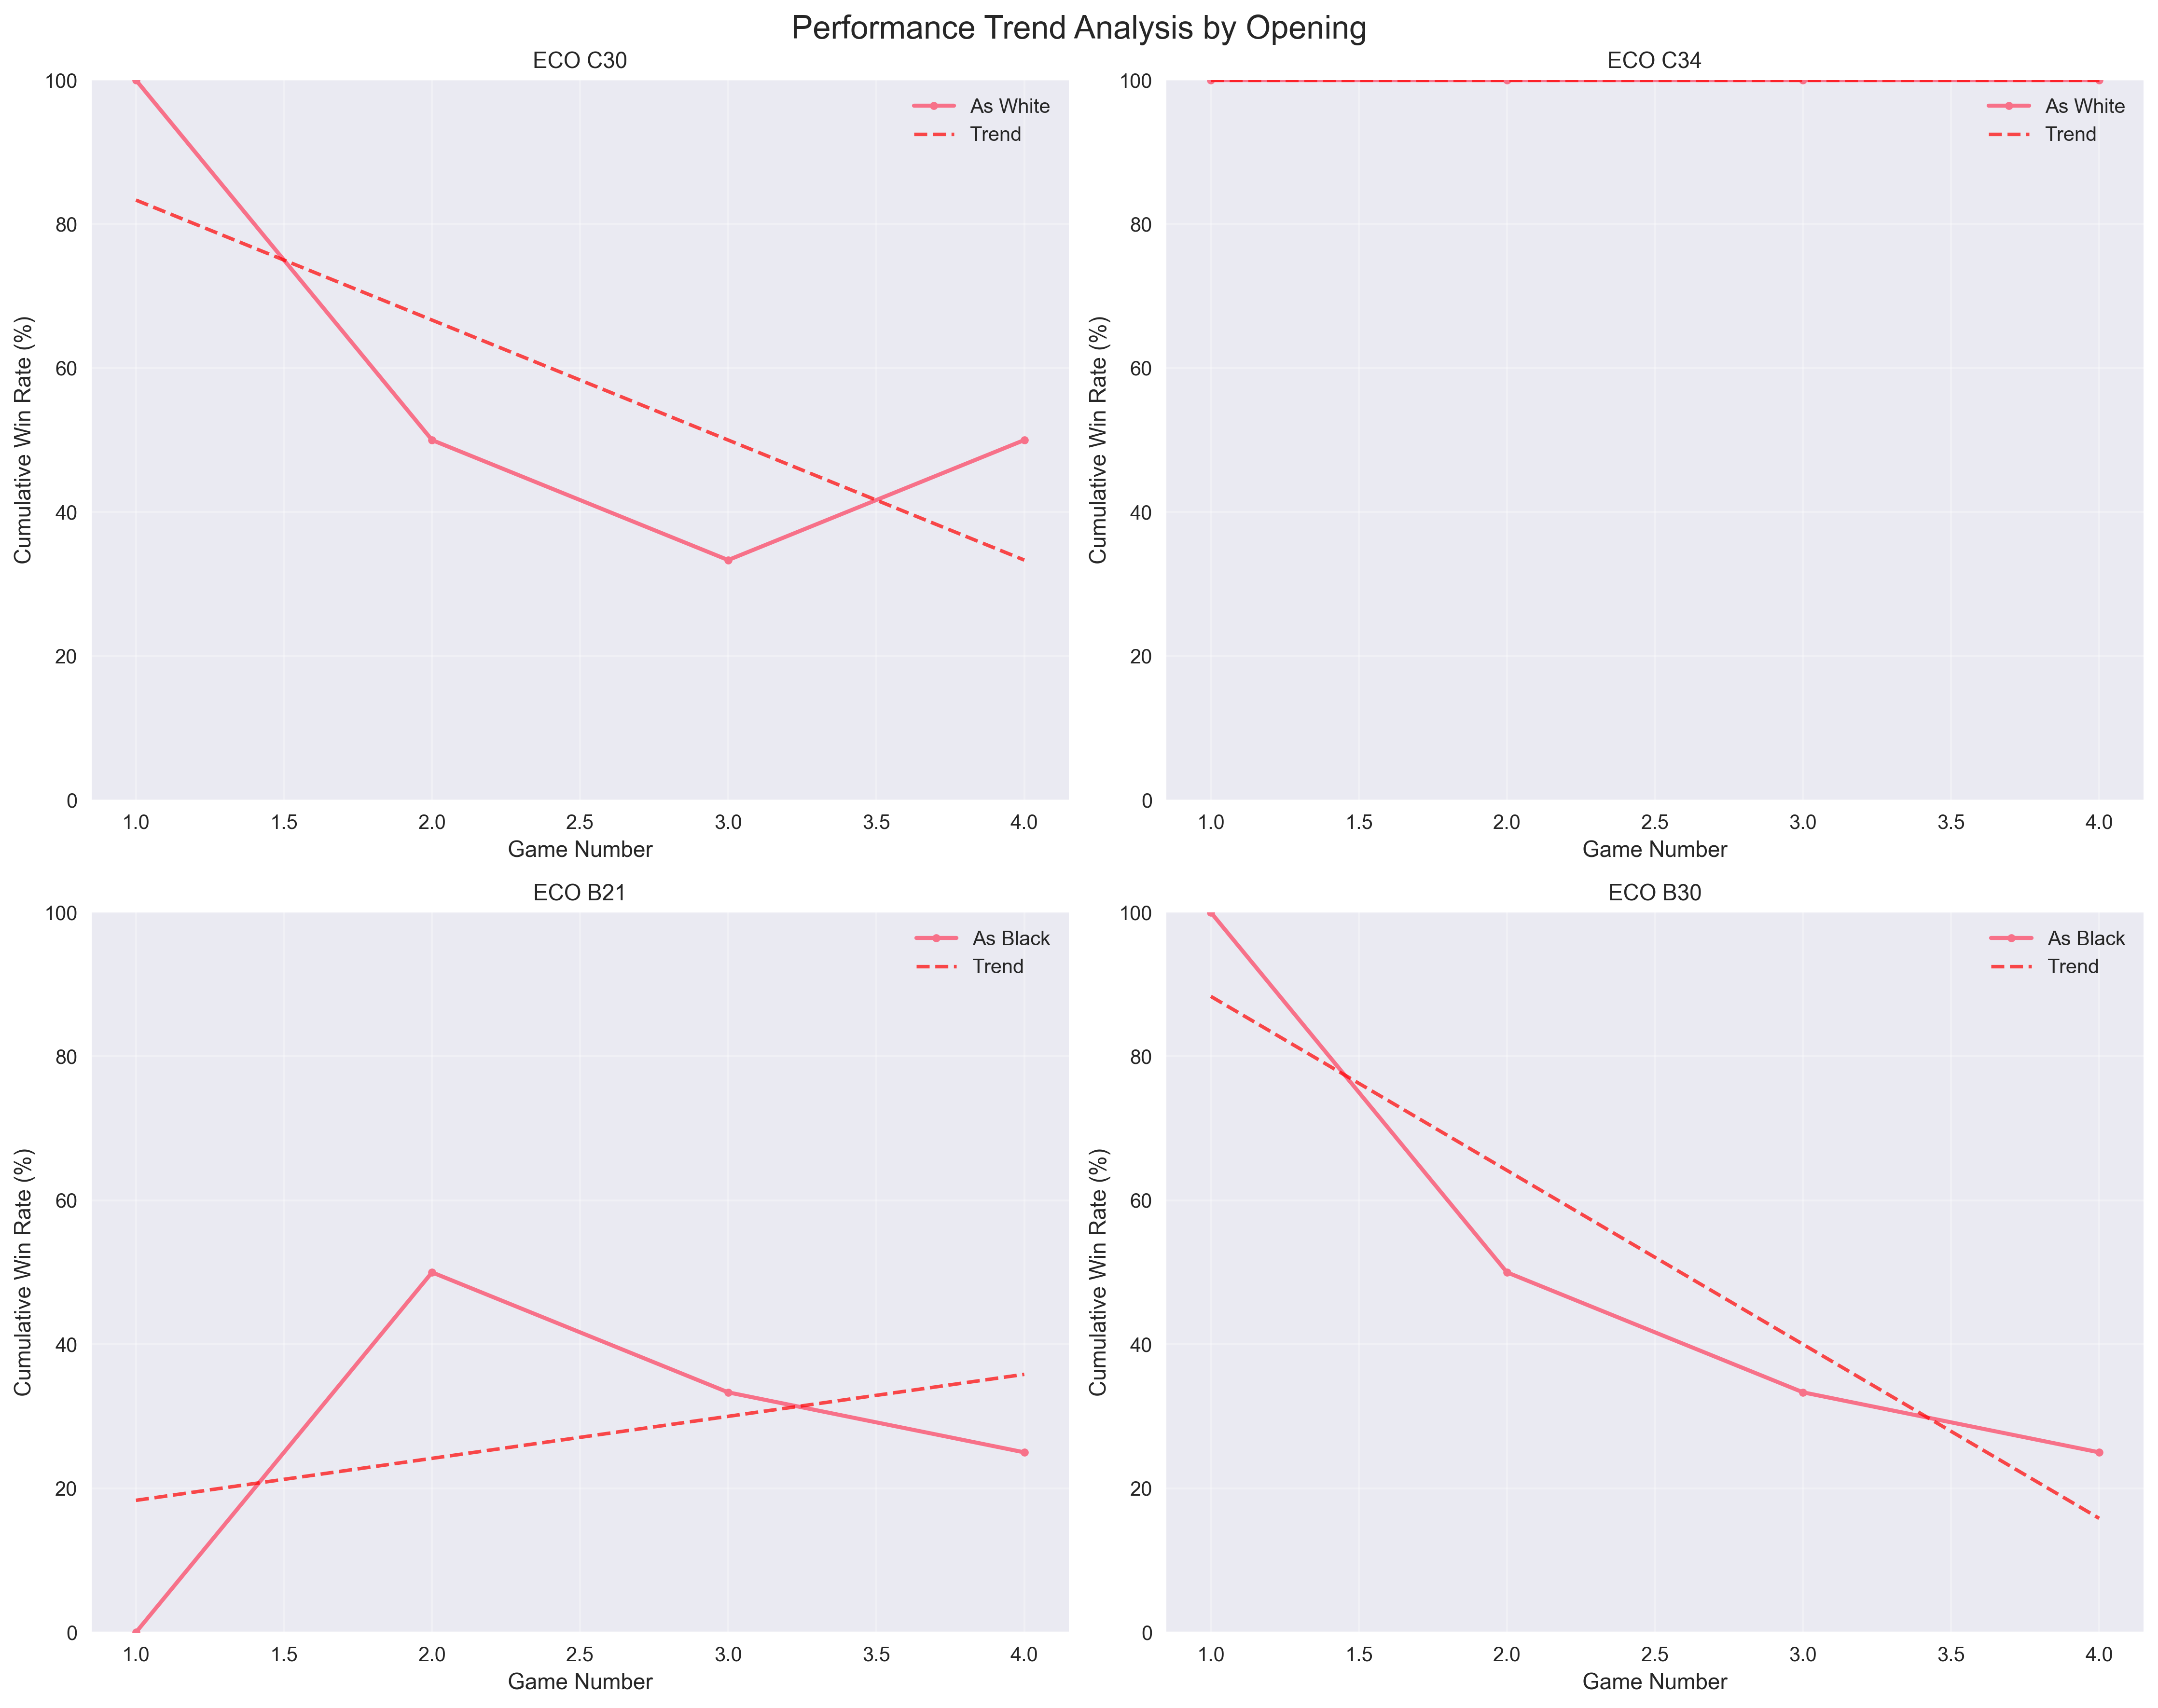 Performance Trend Analysis by Opening
ECO C30
100
80
60
40
20
0
Cumulative Win Rate (%)
As White
Trend
1.0 1.5 2.0 2.5 3.0 3.5 4.0
Game Number
ECO C34
100
80
60
40
20
0
Cumulative Win Rate (%)
As White
Trend
1.0 1.5 2.0 2.5 3.0 3.5 4.0
Game Number
ECO B21
100
80
60
40
20
0
Cumulative Win Rate (%)
As Black
Trend
1.0 1.5 2.0 2.5 3.0 3.5 4.0
Game Number
ECO B30
100
80
60
40
20
0
Cumulative Win Rate (%)
As Black
Trend
1.0 1.5 2.0 2.5 3.0 3.5 4.0
Game Number